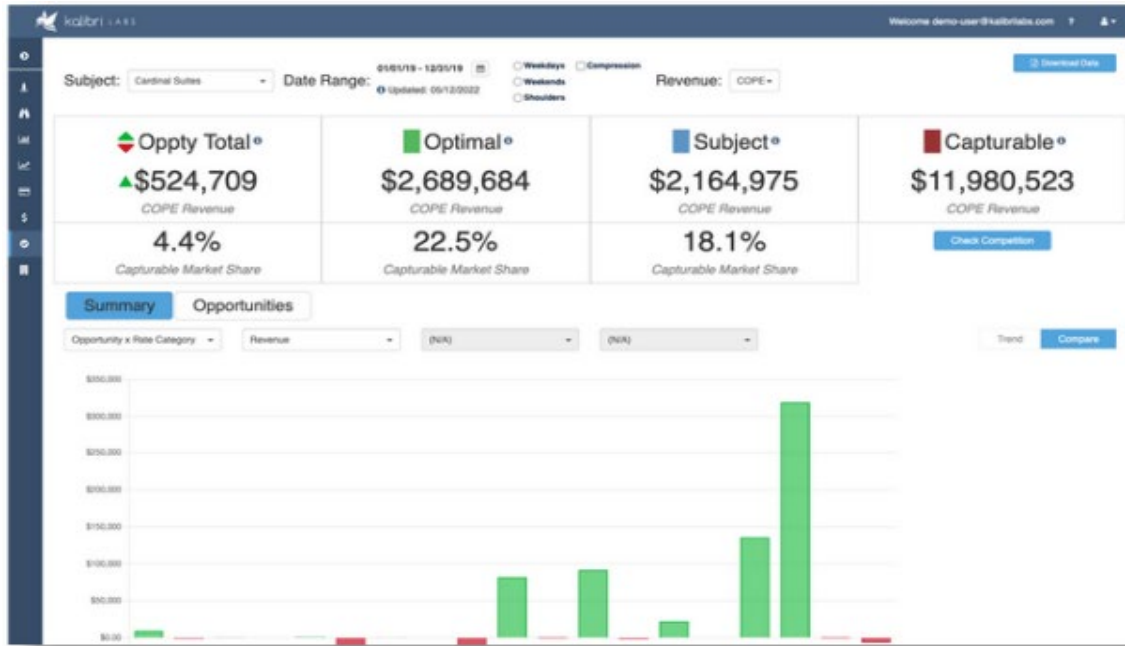 kalibri LABS
Welcome demo-user@kalibrilabs.com ?
Subject: Cardinal Suites
Date Range: 01/01/19 - 12/31/19
Updated: 05/12/2022
Weekdays
Compression
Weekends
Shoulders
Revenue: COPE
Download Data
Oppty Total
$524,709
COPE Revenue
4.4%
Capturable Market Share
Optimal
$2,689,684
COPE Revenue
22.5%
Capturable Market Share
Subject
$2,164,975
COPE Revenue
18.1%
Capturable Market Share
Capturable
$11,980,523
COPE Revenue
Check Competition
Summary
Opportunities
Opportunity x Rate Category
Revenue
(N/A)
(N/A)
Trend
Compare
$350,000
$300,000
$250,000
$200,000
$150,000
$100,000
$50,000
$0.00